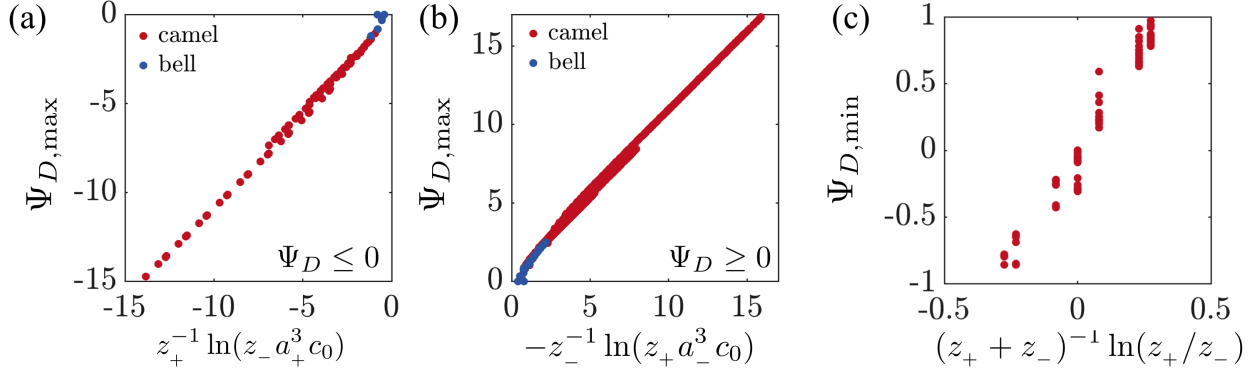 (a)
Ψ_{D,max}
0
-5
-10
-15
camel
bell
Ψ_D ≤ 0
-15 -10 -5 0
z_+^{-1} ln(z_- a_+^3 c_0)
(b)
Ψ_{D,max}
15
10
5
0
camel
bell
Ψ_D ≥ 0
0 5 10 15
-z_-^{-1} ln(z_+ a_-^3 c_0)
(c)
Ψ_{D,min}
1
0.5
0
-0.5
-1
-0.5 0 0.5
(z_+ + z_-)^{-1} ln(z_+/z_-)